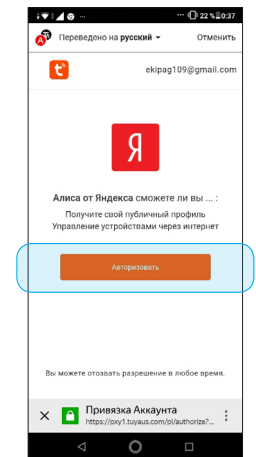 22 % 0:37
Переведено на русский
Отменить
ekipag109@gmail.com
Я
Алиса от Яндекса сможете ли вы ... :
Получите свой публичный профиль
Управление устройствами через интернет
Авторизовать
Вы можете отозвать разрешение в любое время.
Привязка Аккаунта
https://pxy1.tuyaus.com/pl/authorize?...